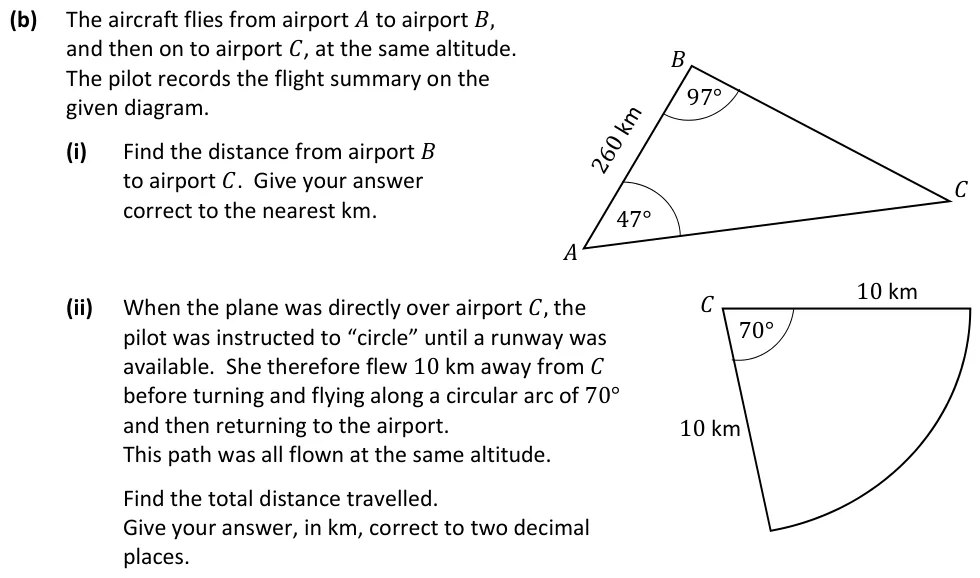 (b) The aircraft flies from airport A to airport B,
and then on to airport C, at the same altitude.
The pilot records the flight summary on the
given diagram.
(i) Find the distance from airport B
to airport C. Give your answer
correct to the nearest km.
B
97°
260 km
47°
A
C
(ii) When the plane was directly over airport C, the
pilot was instructed to “circle” until a runway was
available. She therefore flew 10 km away from C
before turning and flying along a circular arc of 70°
and then returning to the airport.
This path was all flown at the same altitude.
Find the total distance travelled.
Give your answer, in km, correct to two decimal
places.
C
10 km
70°
10 km